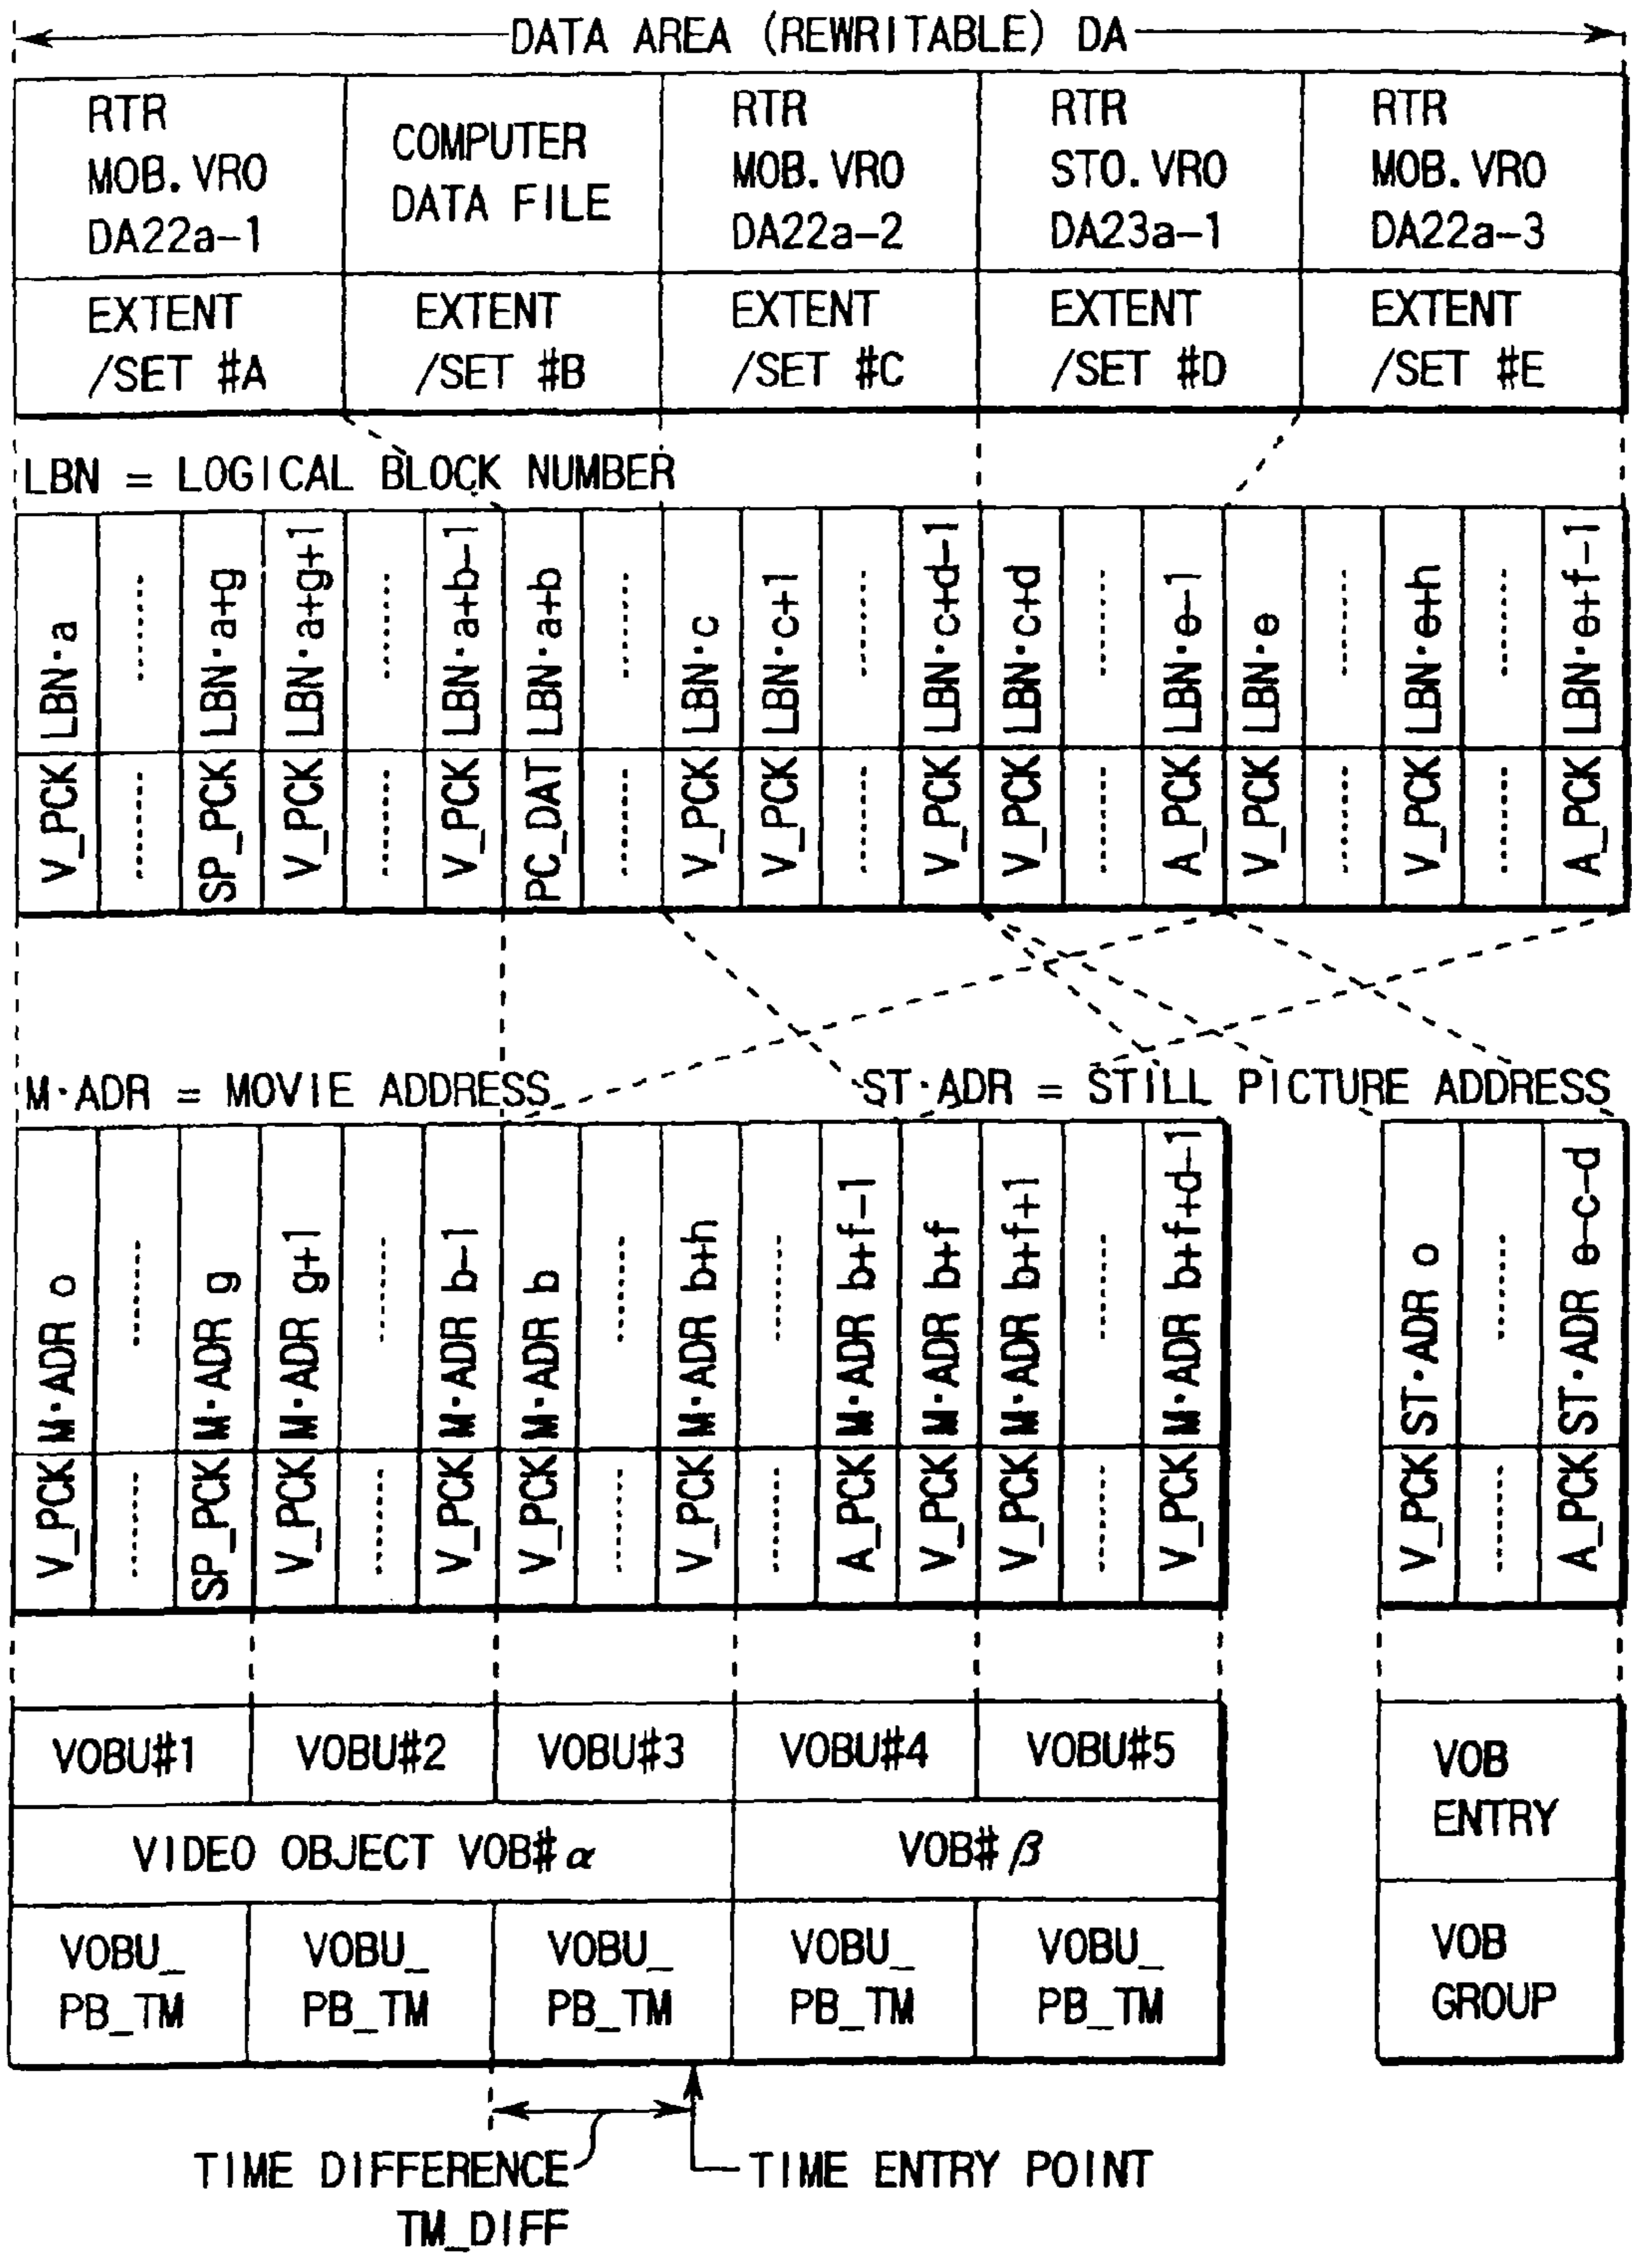 DATA AREA (REWRITABLE) DA
RTR
MOB.VRO
DA22a-1
COMPUTER
DATA FILE
RTR
MOB.VRO
DA22a-2
RTR
STO.VRO
DA23a-1
RTR
MOB.VRO
DA22a-3
EXTENT
/SET #A
EXTENT
/SET #B
EXTENT
/SET #C
EXTENT
/SET #D
EXTENT
/SET #E
LBN = LOGICAL BLOCK NUMBER
V_PCK LBN·a
SP_PCK LBN·a+g
V_PCK LBN·a+g+1
V_PCK LBN·a+b-1
PC_DAT LBN·a+b
V_PCK LBN·c
V_PCK LBN·c+1
V_PCK LBN·c+d-1
V_PCK LBN·c+d
A_PCK LBN·e-1
V_PCK LBN·e
V_PCK LBN·e+h
A_PCK LBN·e+f-1
M·ADR = MOVIE ADDRESS
ST·ADR = STILL PICTURE ADDRESS
V_PCK M·ADR o
SP_PCK M·ADR g
V_PCK M·ADR g+1
V_PCK M·ADR b-1
V_PCK M·ADR b
V_PCK M·ADR b+h
A_PCK M·ADR b+f-1
V_PCK M·ADR b+f
V_PCK M·ADR b+f+1
V_PCK M·ADR b+f+d-1
V_PCK ST·ADR o
A_PCK ST·ADR e-c-d
VOBU#1
VOBU#2
VOBU#3
VOBU#4
VOBU#5
VOB
ENTRY
VIDEO OBJECT VOB#α
VOB#β
VOBU_
PB_TM
VOBU_
PB_TM
VOBU_
PB_TM
VOBU_
PB_TM
VOBU_
PB_TM
VOB
GROUP
TIME DIFFERENCE
TM_DIFF
TIME ENTRY POINT